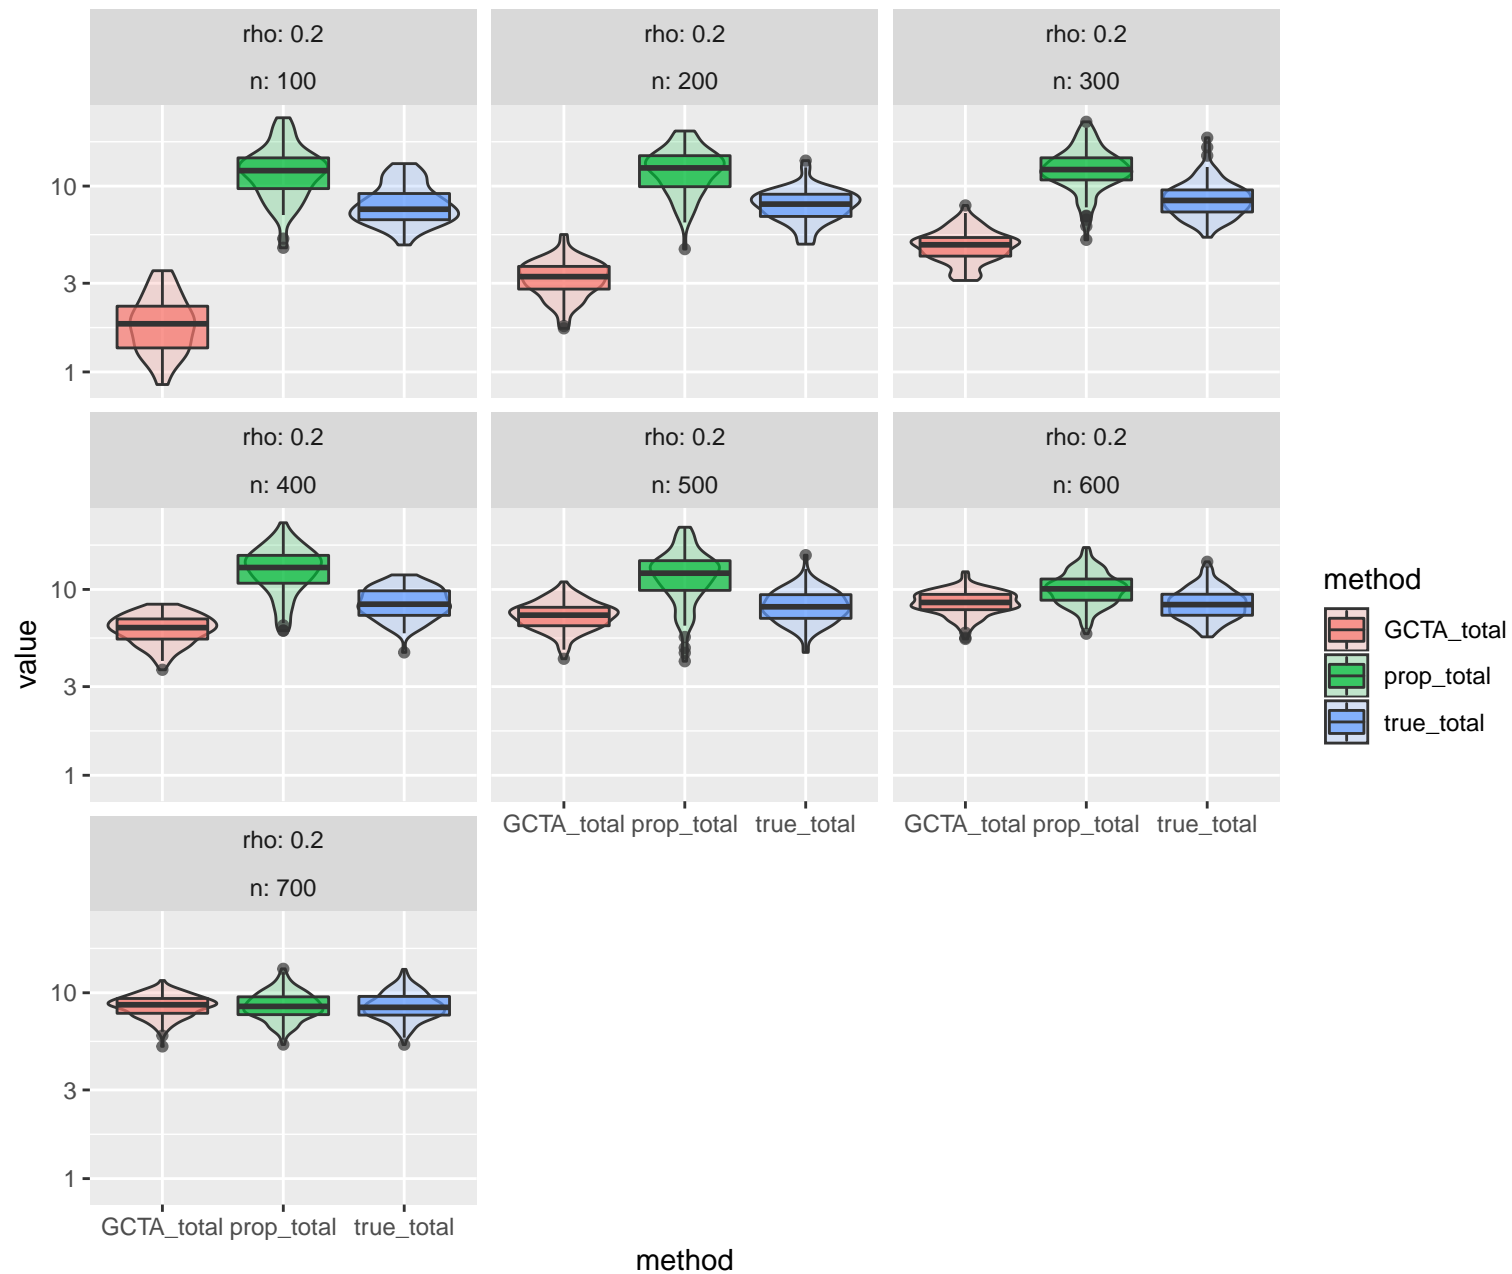 rho: 0.2
rho: 0.2
rho: 0.2
n: 100
n: 200
n: 300
10
3
1
rho: 0.2
rho: 0.2
rho: 0.2
n: 400
n: 500
n: 600
10
3
1
GCTA_total prop_total true_total
GCTA_total prop_total true_total
rho: 0.2
n: 700
10
3
1
GCTA_total prop_total true_total
method
value
method
GCTA_total
prop_total
true_total